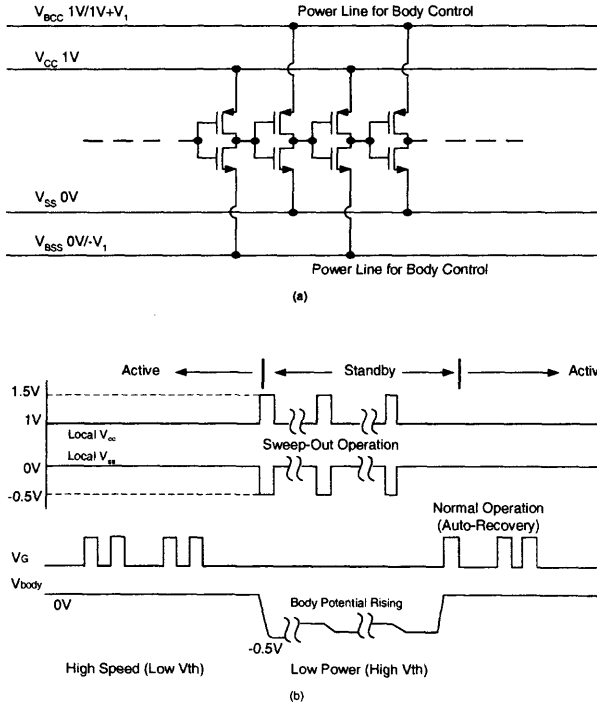 V_BCC 1V/1V+V_1 Power Line for Body Control
V_CC 1V
V_SS 0V
V_BSS 0V/-V_1
Power Line for Body Control
(a)
Active Standby Activ
1.5V
1V
Local V_cc
Sweep-Out Operation
0V
Local V_ss
-0.5V
Normal Operation
(Auto-Recovery)
V_G
V_body
0V
Body Potential Rising
-0.5V
High Speed (Low Vth) Low Power (High Vth)
(b)